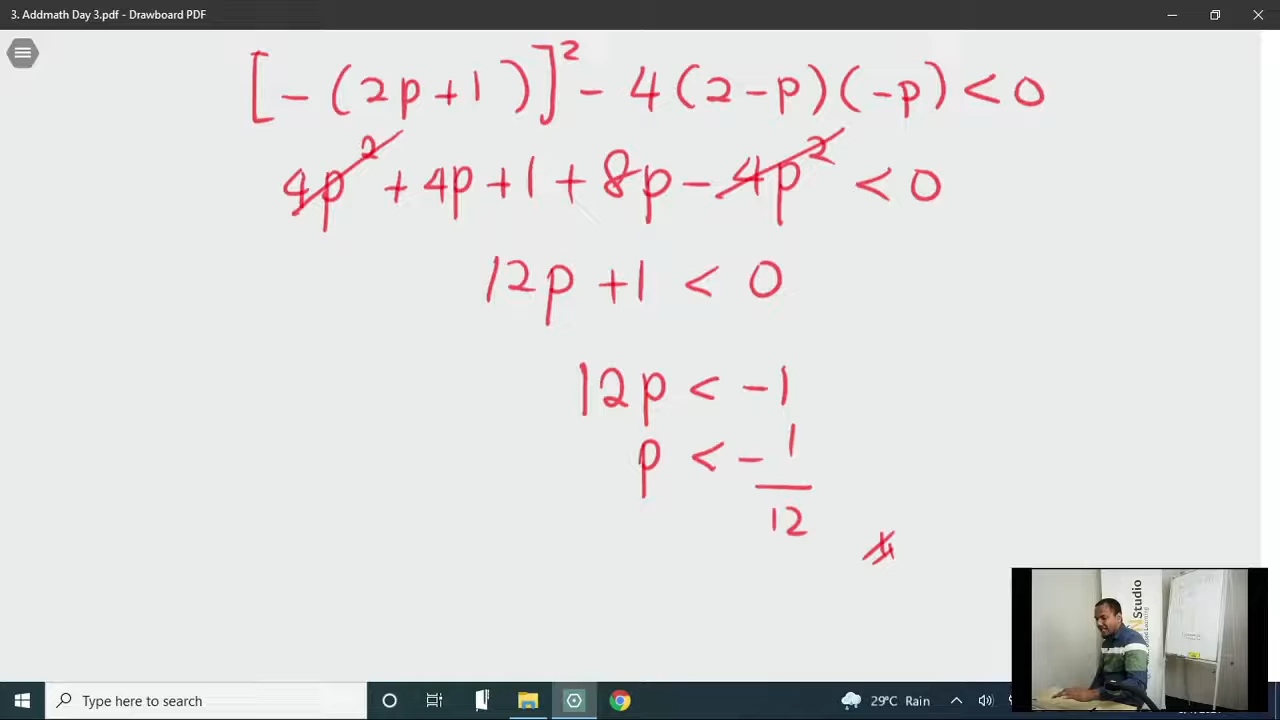 3. Addmath Day 3.pdf - Drawboard PDF
[-(2p+1)]² - 4(2-p)(-p) < 0
4p² + 4p + 1 + 8p - 4p² < 0
12p + 1 < 0
12p < -1
p < - 1
12
Studio
Type here to search
29°C Rain